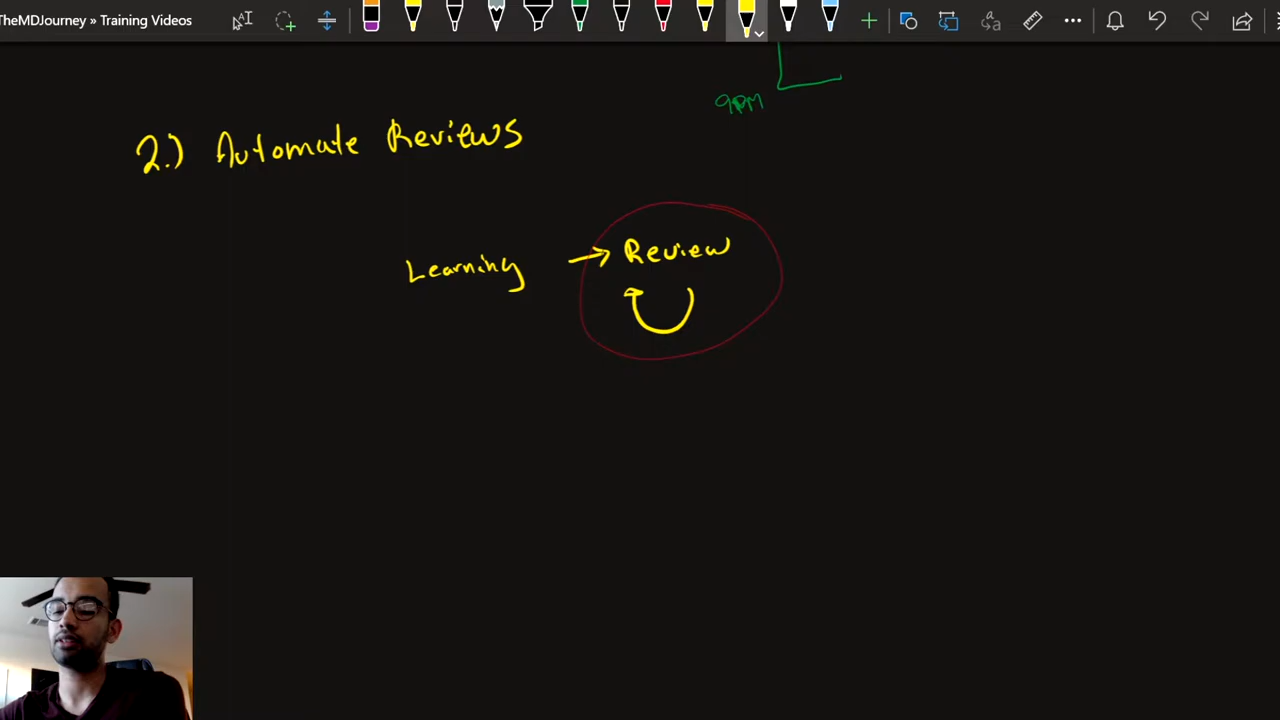 TheMDJourney » Training Videos
9PM
2.) Automate Reviews
Learning → Review